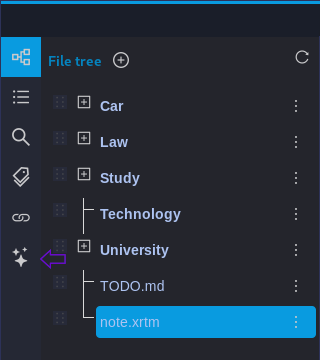 File tree
Car
Law
Study
Technology
University
TODO.md
note.xrtm